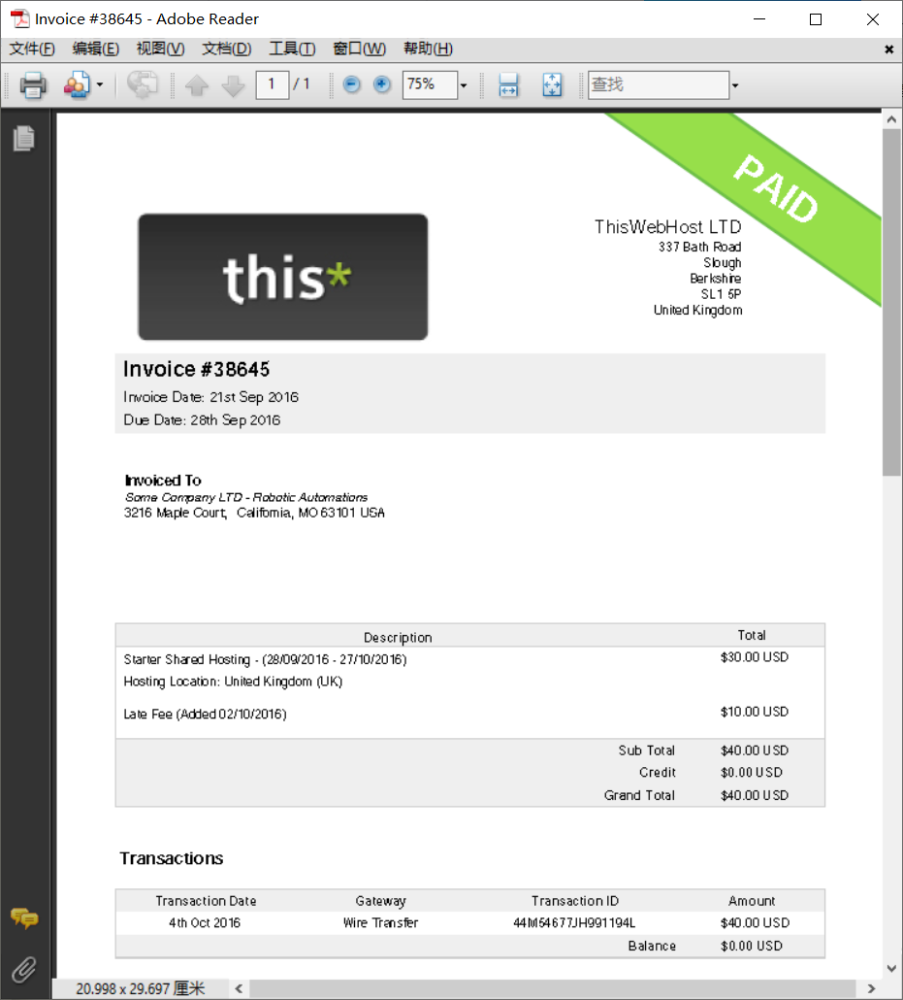 Invoice #38645 - Adobe Reader
文件(F) 编辑(E) 视图(V) 文档(D) 工具(T) 窗口(W) 帮助(H)
1 / 1 75% 查找
PAID
this*
ThisWebHost LTD
337 Bath Road
Slough
Berkshire
SL1 5P
United Kingdom
Invoice #38645
Invoice Date: 21st Sep 2016
Due Date: 28th Sep 2016
Invoiced To
Some Company LTD - Robotic Automations
3216 Maple Court, California, MO 63101 USA
Description Total
Starter Shared Hosting - (28/09/2016 - 27/10/2016) $30.00 USD
Hosting Location: United Kingdom (UK)
Late Fee (Added 02/10/2016) $10.00 USD
Sub Total $40.00 USD
Credit $0.00 USD
Grand Total $40.00 USD
Transactions
Transaction Date Gateway Transaction ID Amount
4th Oct 2016 Wire Transfer 44M54677JH991194L $40.00 USD
Balance $0.00 USD
20.998 x 29.697 厘米